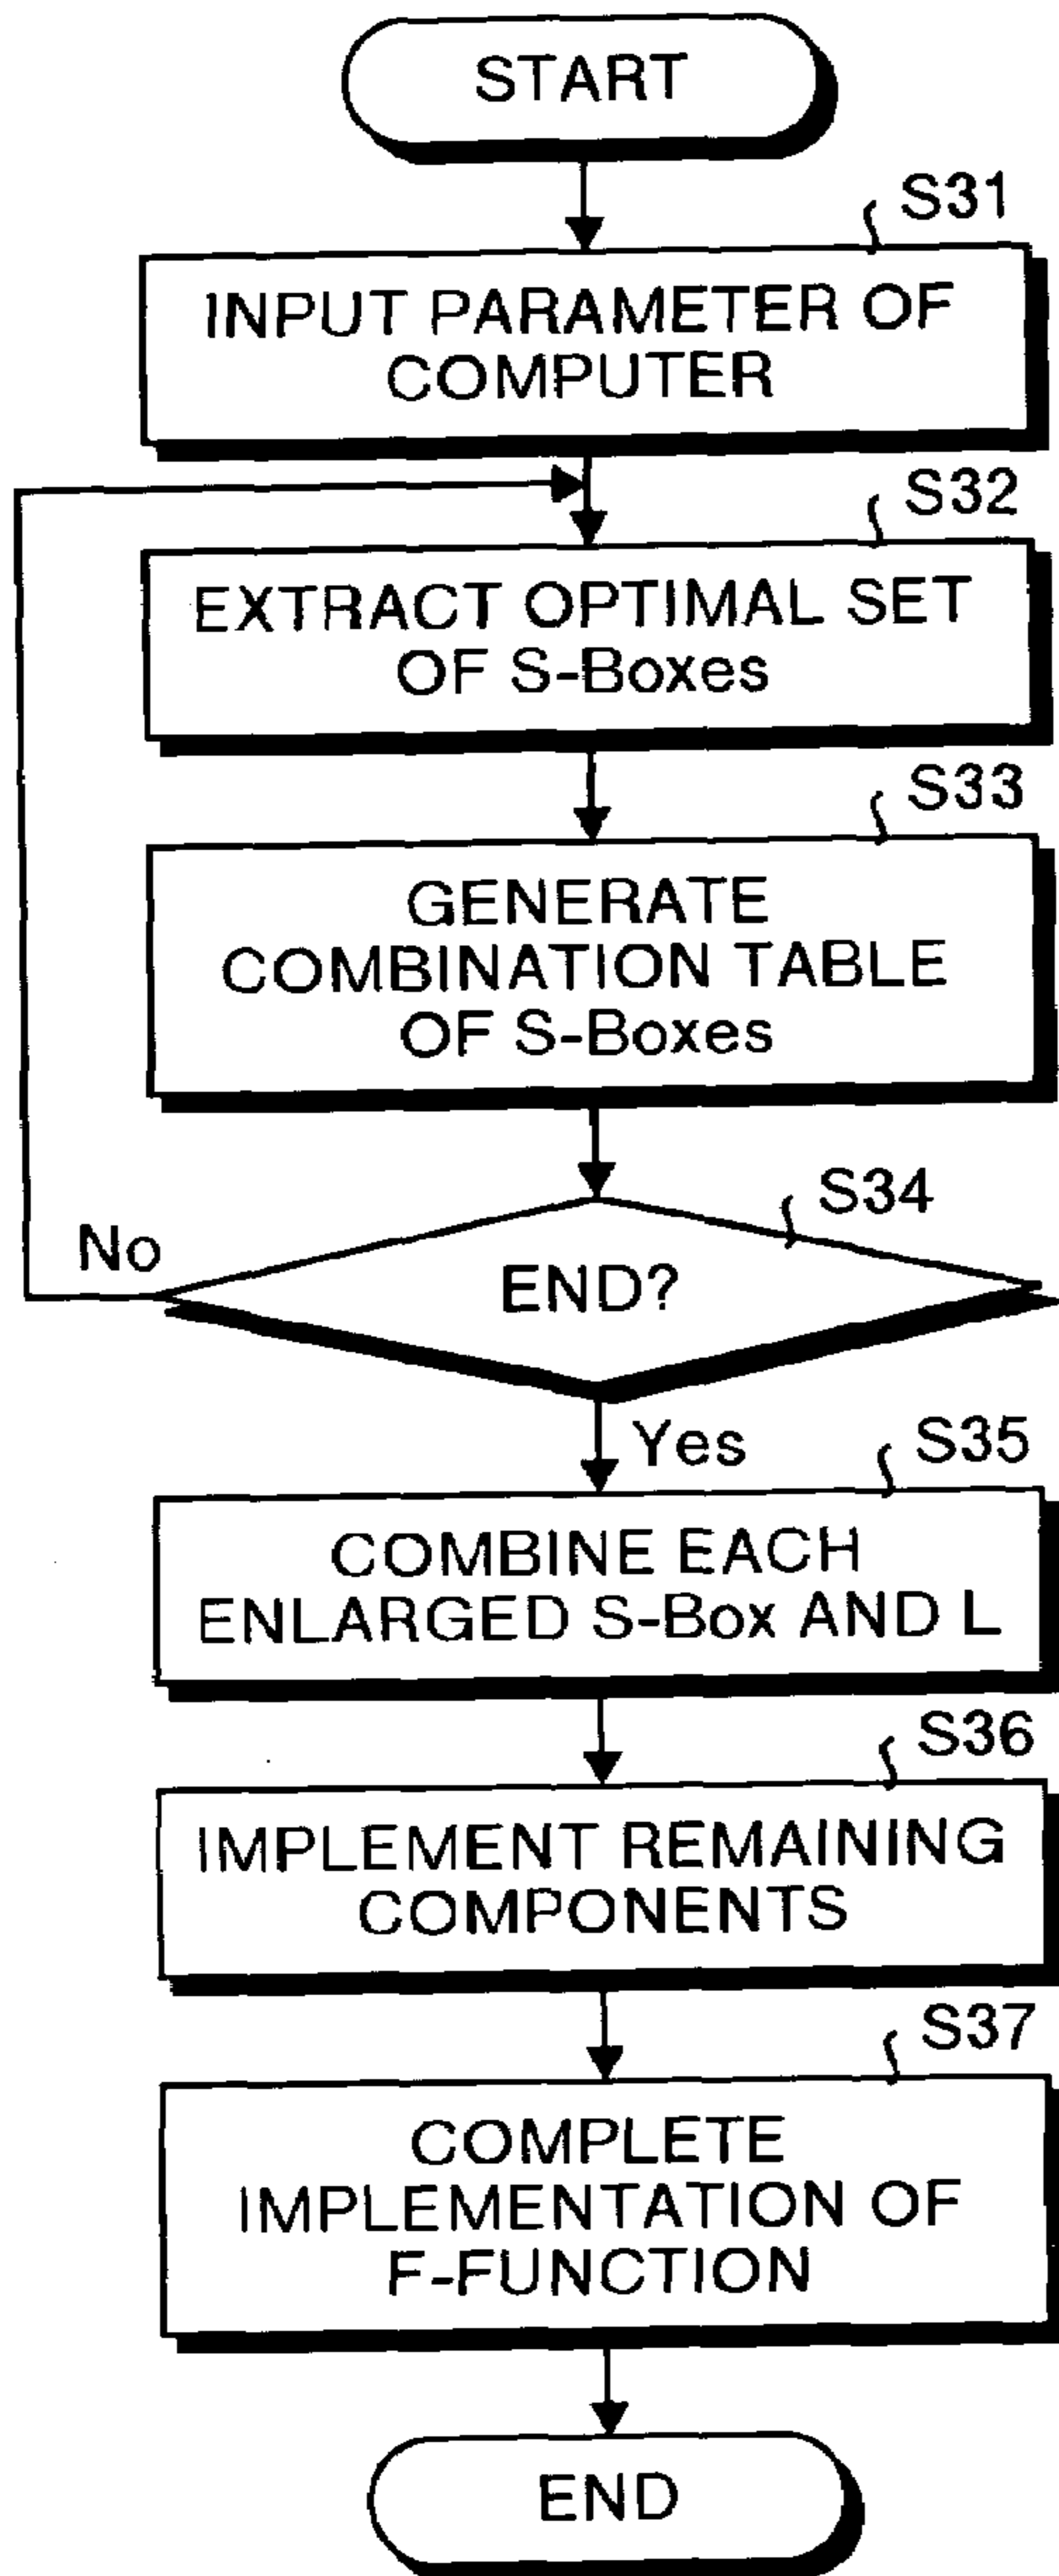 START
S31
INPUT PARAMETER OF
COMPUTER
S32
EXTRACT OPTIMAL SET
OF S-Boxes
S33
GENERATE
COMBINATION TABLE
OF S-Boxes
S34
No
END?
Yes
S35
COMBINE EACH
ENLARGED S-Box AND L
S36
IMPLEMENT REMAINING
COMPONENTS
S37
COMPLETE
IMPLEMENTATION OF
F-FUNCTION
END